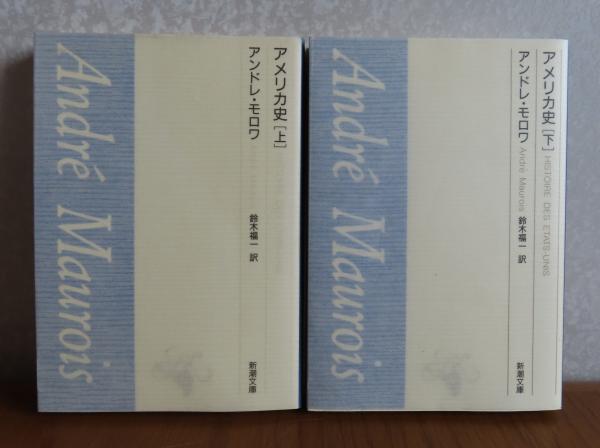 アメリカ史［上］
アンドレ・モロワ
鈴木福一 訳
新潮文庫
André Maurois
アメリカ史［下］ HISTOIRE DES ETATS-UNIS
アンドレ・モロワ André Maurois 鈴木福一 訳
新潮文庫
André Maurois